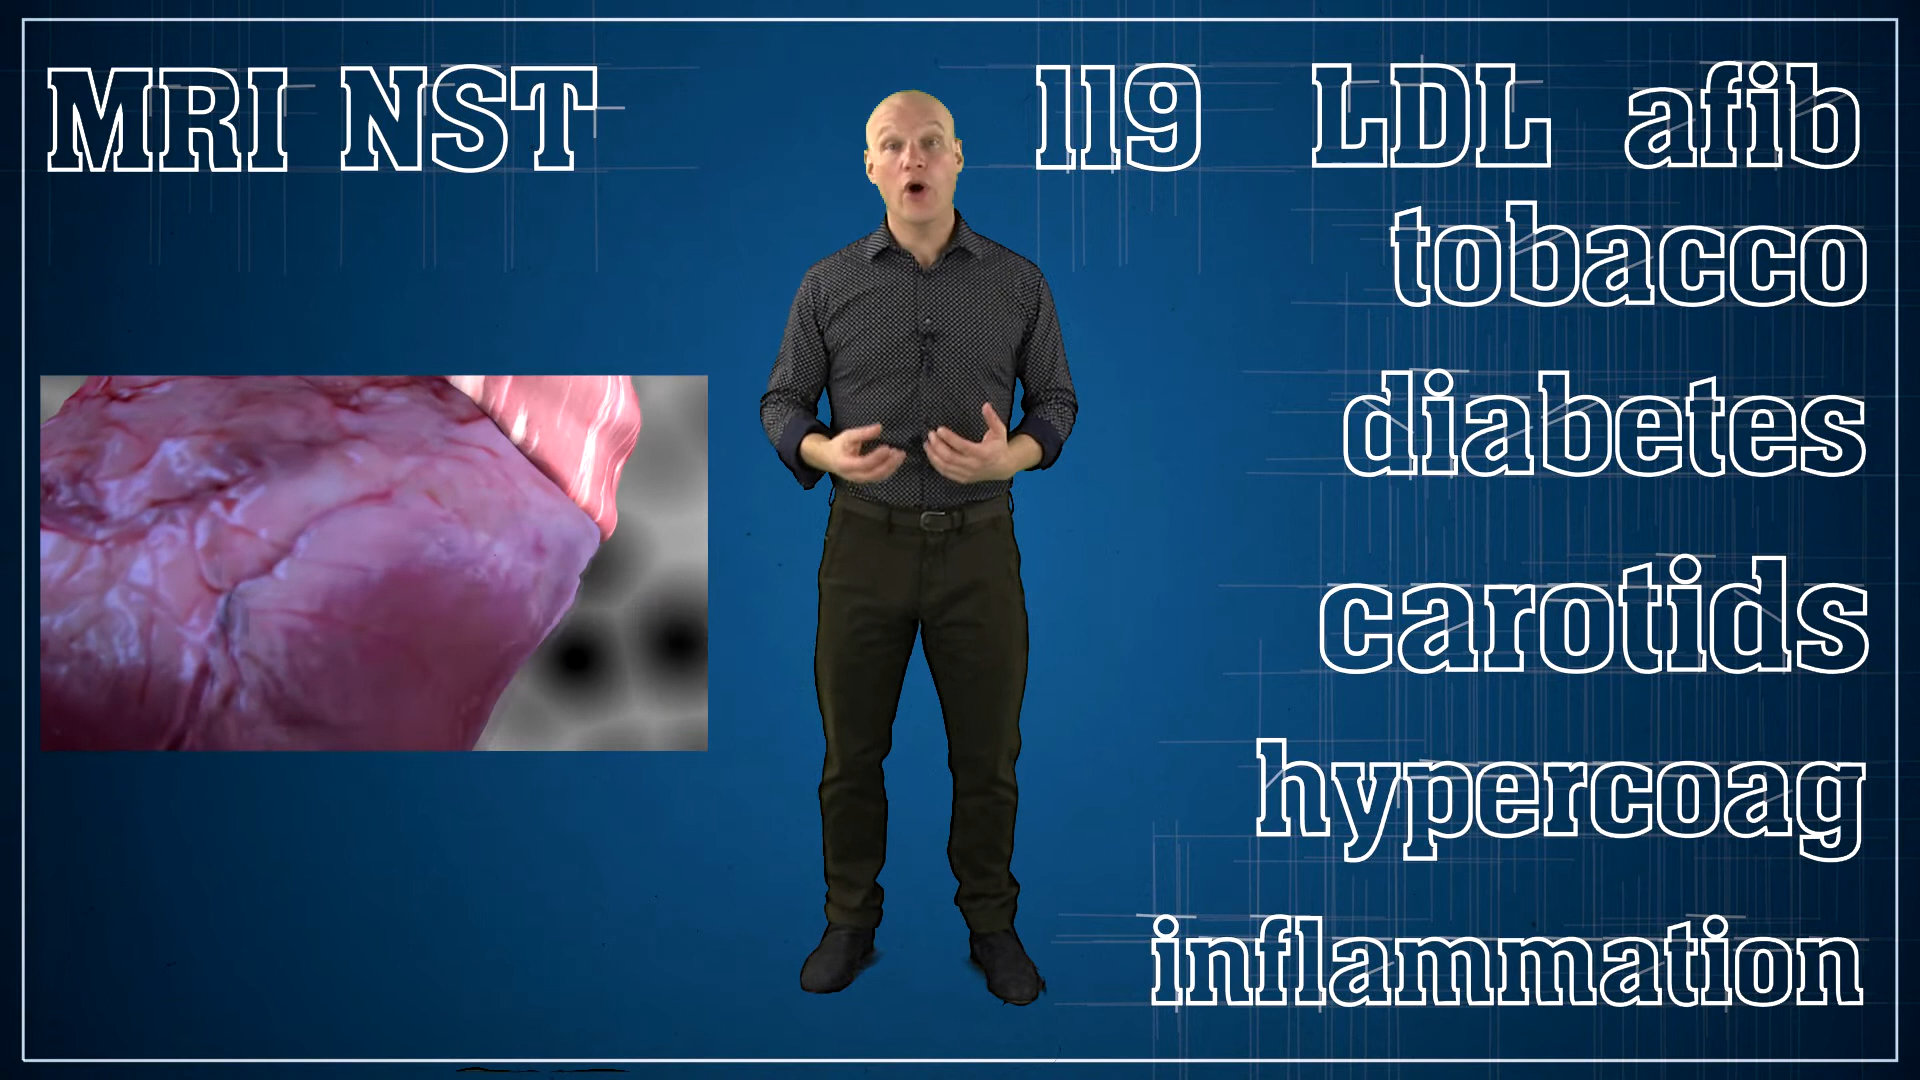 MRI NST
119 LDL afib
tobacco
diabetes
carotids
hypercoag
inflammation